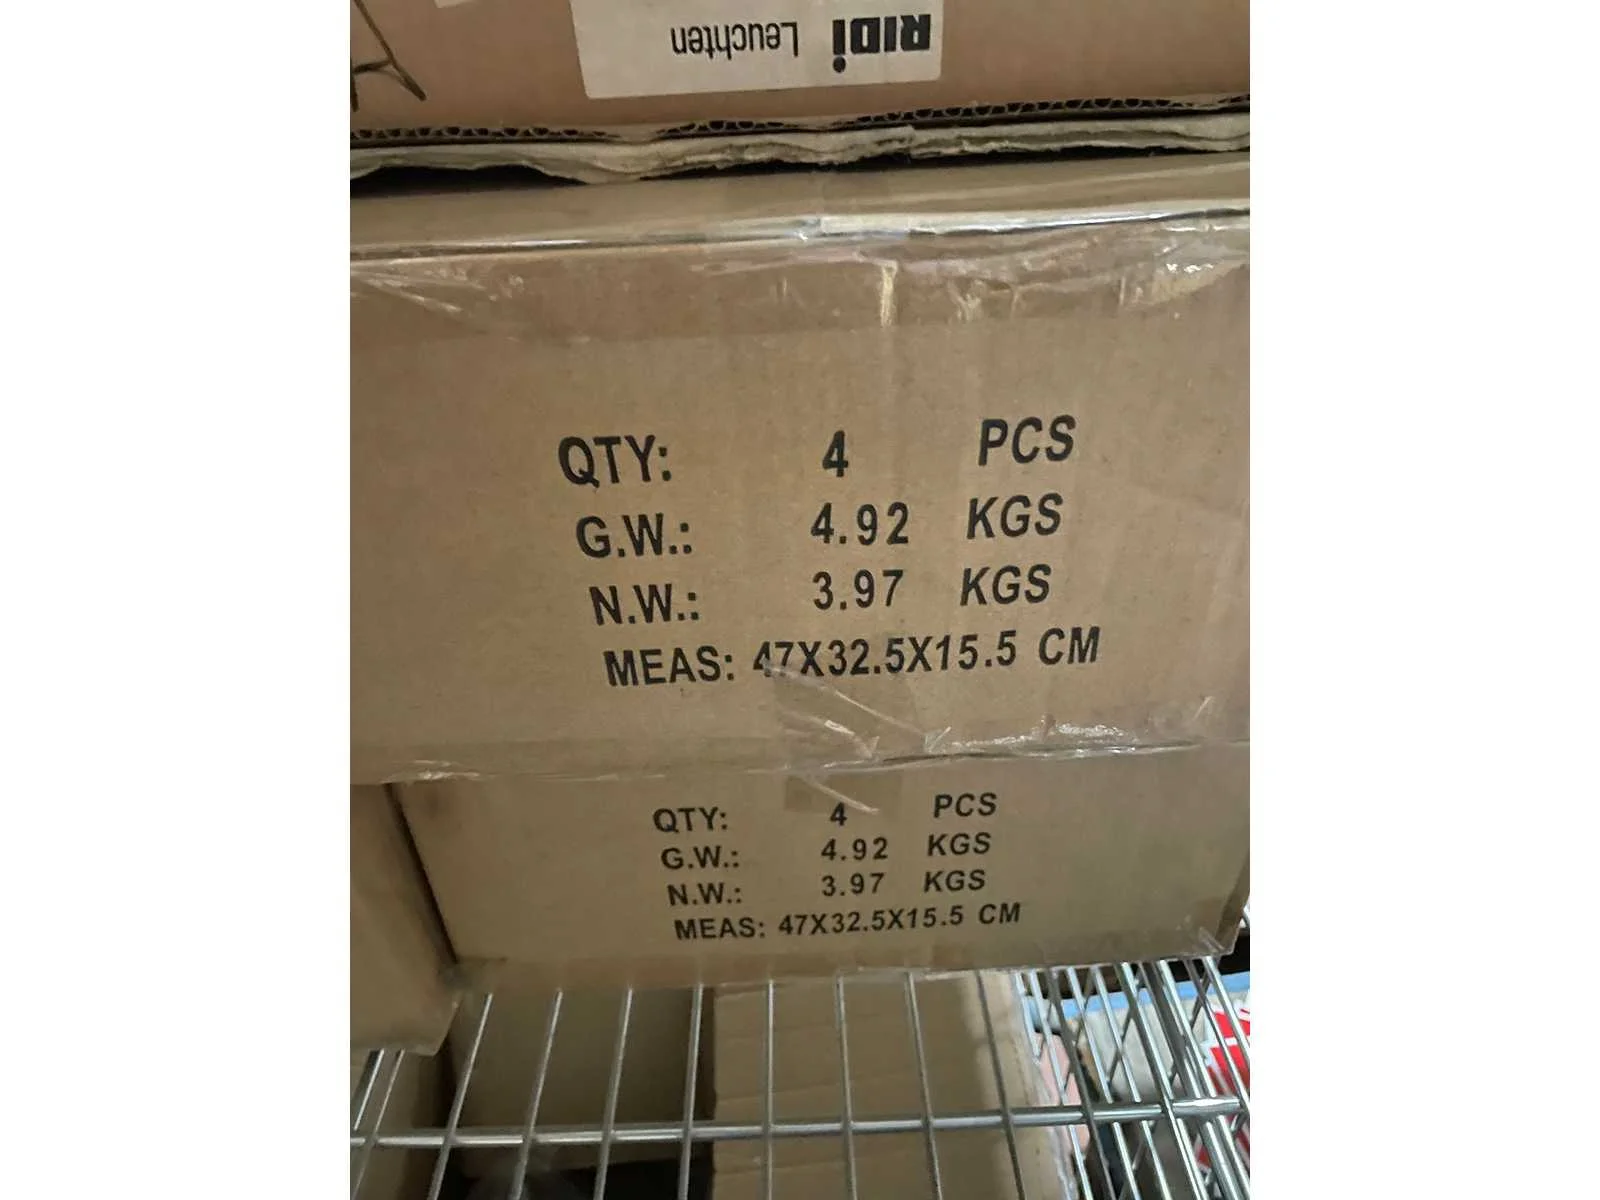 RIDI Leuchten
QTY: 4 PCS
G.W.: 4.92 KGS
N.W.: 3.97 KGS
MEAS: 47X32.5X15.5 CM
QTY: 4 PCS
G.W.: 4.92 KGS
N.W.: 3.97 KGS
MEAS: 47X32.5X15.5 CM